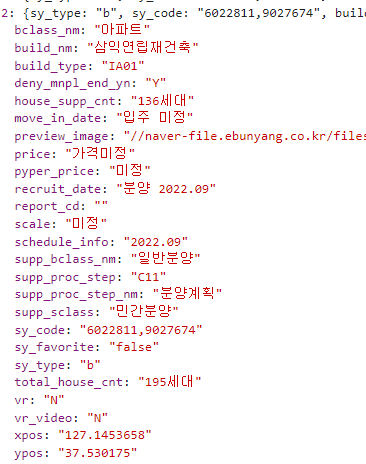 2: {sy_type: "b", sy_code: "6022811,9027674", buil
bclass_nm: "아파트"
build_nm: "삼익연립재건축"
build_type: "IA01"
deny_mnpl_end_yn: "Y"
house_supp_cnt: "136세대"
move_in_date: "입주 미정"
preview_image: "//naver-file.ebunyang.co.kr/files
price: "가격미정"
pyper_price: "미정"
recruit_date: "분양 2022.09"
report_cd: ""
scale: "미정"
schedule_info: "2022.09"
supp_bclass_nm: "일반분양"
supp_proc_step: "C11"
supp_proc_step_nm: "분양계획"
supp_sclass: "민간분양"
sy_code: "6022811,9027674"
sy_favorite: "false"
sy_type: "b"
total_house_cnt: "195세대"
vr: "N"
vr_video: "N"
xpos: "127.1453658"
ypos: "37.530175"